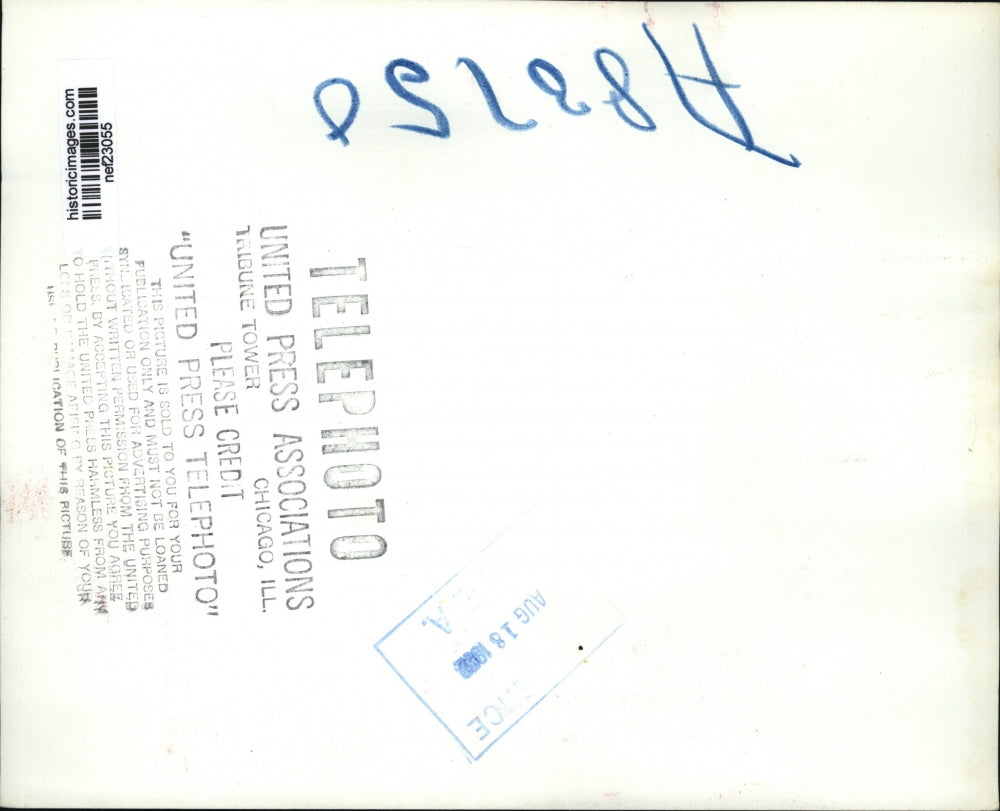 historicimages.com
nef23055
TELEPHOTO
UNITED PRESS ASSOCIATIONS
TRIBUNE TOWER CHICAGO, ILL.
PLEASE CREDIT
"UNITED PRESS TELEPHOTO"
THIS PICTURE IS SOLD TO YOU FOR YOUR
PUBLICATION ONLY AND MUST NOT BE LOANED
SYNDICATED OR USED FOR ADVERTISING PURPOSES
WITHOUT WRITTEN PERMISSION FROM THE UNITED
PRESS. BY ACCEPTING THIS PICTURE YOU AGREE
TO HOLD THE UNITED PRESS HARMLESS FROM ANY
BY REASON OF YOUR
PUBLICATION OF THIS PICTURE.
AUG 18